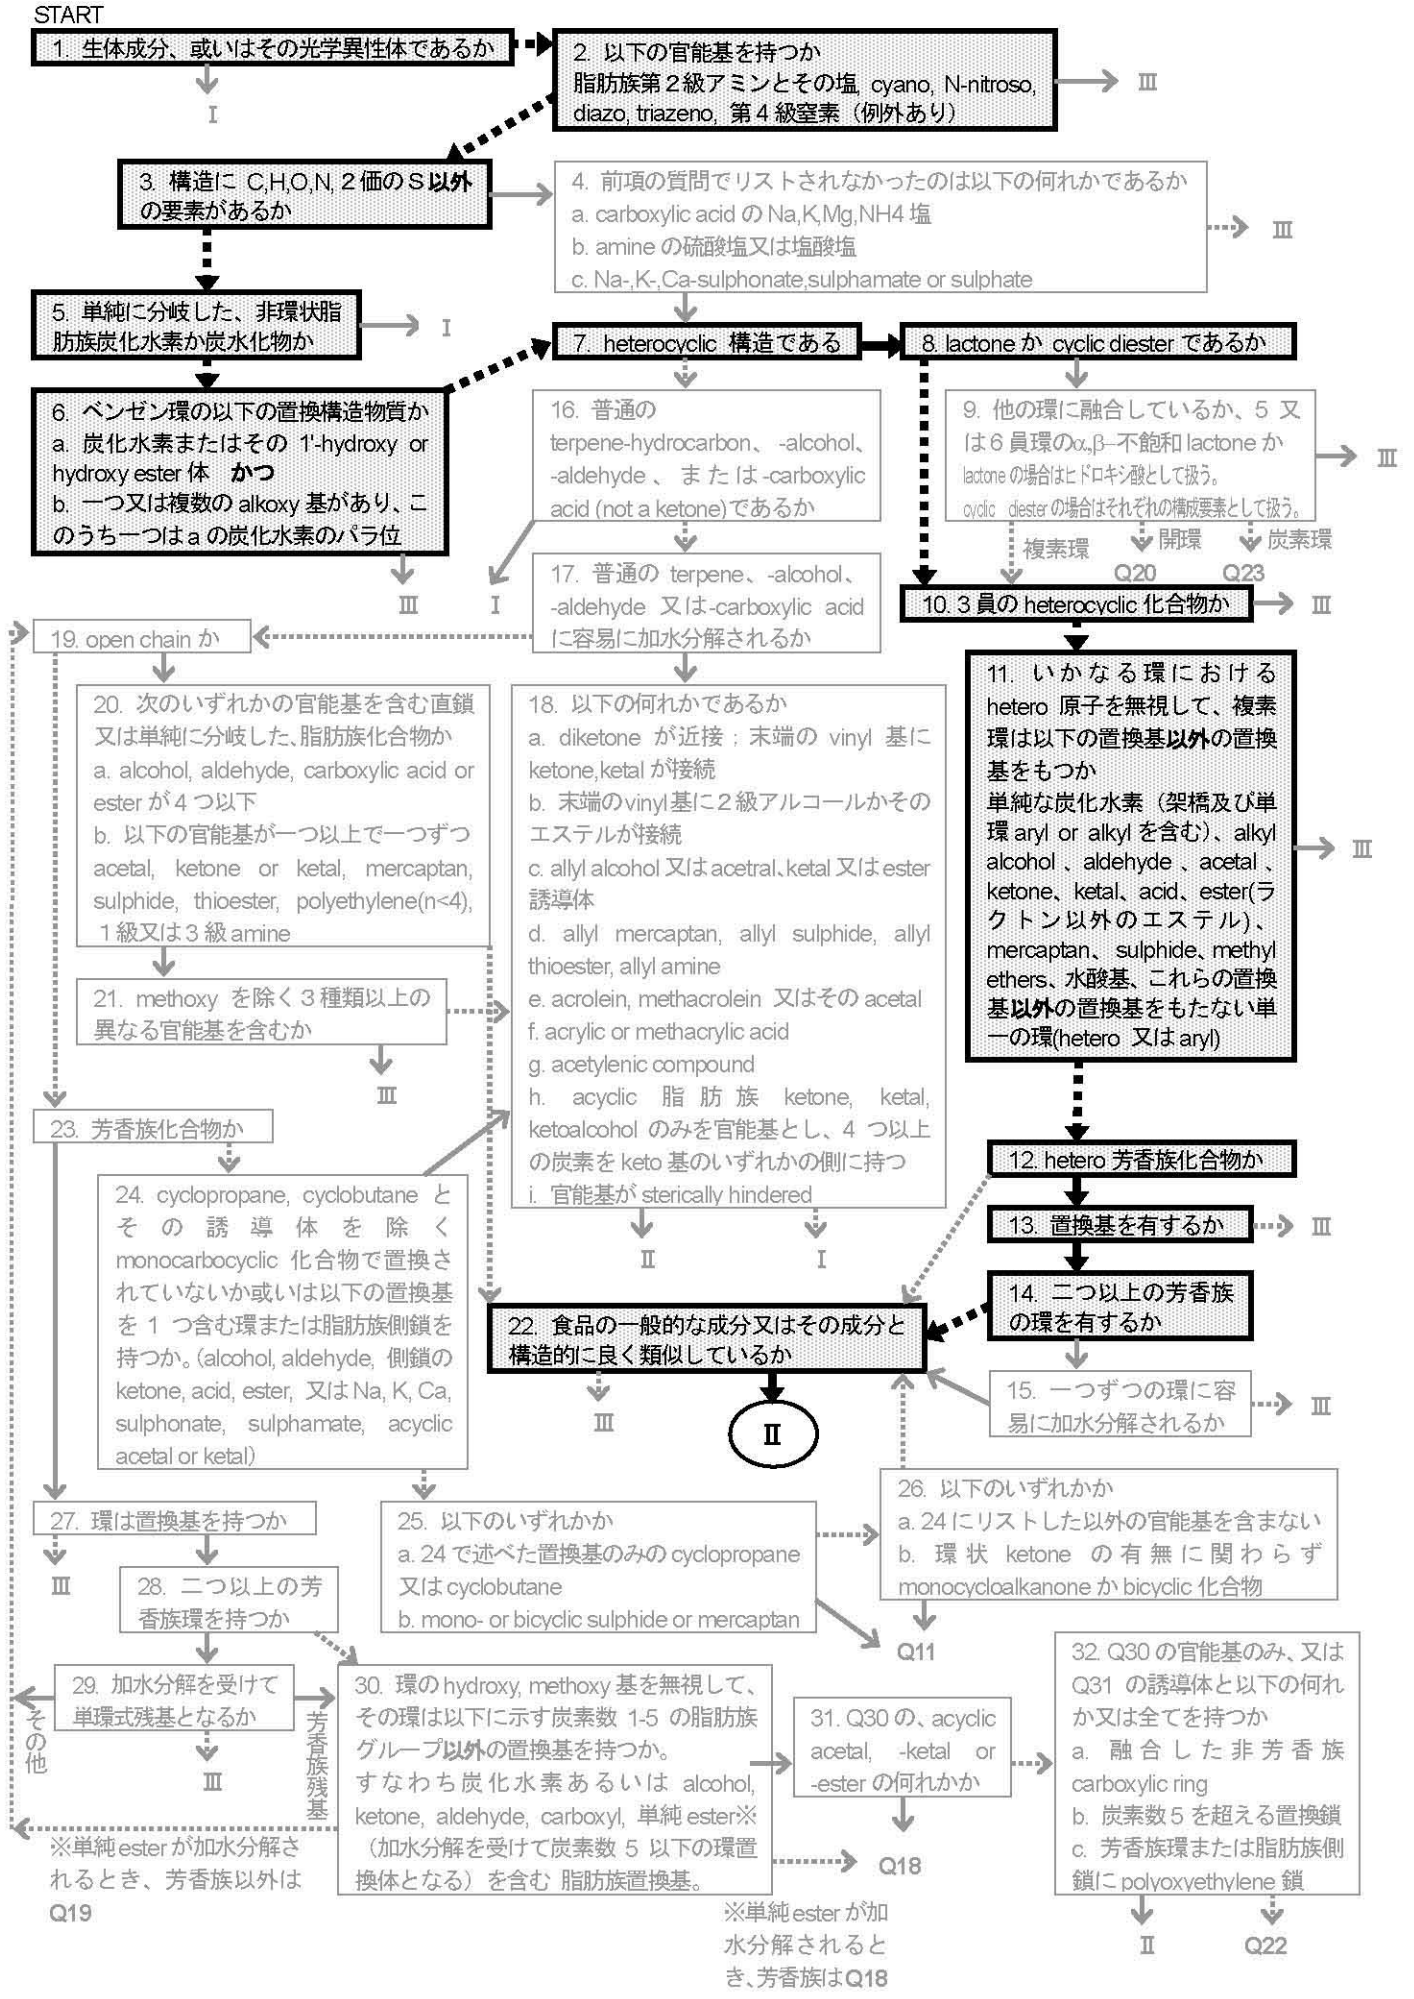 START
1. 生体成分、或いはその光学異性体であるか
I
2. 以下の官能基を持つか
脂肪族第2級アミンとその塩, cyano, N-nitroso,
diazo, triazeno, 第4級窒素（例外あり）
III
3. 構造に C,H,O,N,2価のS以外
の要素があるか
4. 前項の質問でリストされなかったのは以下の何れかであるか
a. carboxylic acid の Na,K,Mg,NH4 塩
b. amine の硫酸塩又は塩酸塩
c. Na-,K-,Ca-sulphonate,sulphamate or sulphate
III
5. 単純に分岐した、非環状脂
肪族炭化水素か炭水化物か
I
6. ベンゼン環の以下の置換構造物質か
a. 炭化水素またはその 1'-hydroxy or
hydroxy ester 体　かつ
b. 一つ又は複数の alkoxy 基があり、こ
のうち一つは a の炭化水素のパラ位
III
7. heterocyclic 構造である
8. lactone か cyclic diester であるか
9. 他の環に融合しているか、5 又
は6員環のα,β–不飽和 lactone か
lactone の場合はヒドロキシ酸として扱う。
cyclic diester の場合はそれぞれの構成要素として扱う。
III
複素環
開環
炭素環
Q20
Q23
10. 3 員の heterocyclic 化合物か
III
16. 普通の
terpene-hydrocarbon、-alcohol、
-aldehyde、または-carboxylic
acid (not a ketone)であるか
I
17. 普通の terpene、-alcohol、
-aldehyde 又は-carboxylic acid
に容易に加水分解されるか
11. いかなる環における
hetero 原子を無視して、複素
環は以下の置換基以外の置換
基をもつか
単純な炭化水素（架橋及び単
環 aryl or alkyl を含む）、alkyl
alcohol、aldehyde、acetal、
ketone、ketal、acid、ester(ラ
クトン以外のエステル)、
mercaptan、sulphide、methyl
ethers、水酸基、これらの置換
基以外の置換基をもたない単
一の環(hetero 又は aryl)
III
18. 以下の何れかであるか
a. diketone が近接；末端の vinyl 基に
ketone,ketal が接続
b. 末端の vinyl 基に2級アルコールかその
エステルが接続
c. allyl alcohol 又は acetral、ketal 又は ester
誘導体
d. allyl mercaptan, allyl sulphide, allyl
thioester, allyl amine
e. acrolein, methacrolein 又はその acetal
f. acrylic or methacrylic acid
g. acetylenic compound
h. acyclic 脂肪族 ketone, ketal,
ketoalcohol のみを官能基とし、4 つ以上
の炭素を keto 基のいずれかの側に持つ
i. 官能基が sterically hindered
II
I
19. open chain か
20. 次のいずれかの官能基を含む直鎖
又は単純に分岐した、脂肪族化合物か
a. alcohol, aldehyde, carboxylic acid or
ester が 4 つ以下
b. 以下の官能基が一つ以上で一つずつ
acetal, ketone or ketal, mercaptan,
sulphide, thioester, polyethylene(n<4),
1級又は3級 amine
21. methoxy を除く3種類以上の
異なる官能基を含むか
III
12. hetero 芳香族化合物か
13. 置換基を有するか
III
14. 二つ以上の芳香族
の環を有するか
15. 一つずつの環に容
易に加水分解されるか
III
22. 食品の一般的な成分又はその成分と
構造的に良く類似しているか
III
II
23. 芳香族化合物か
24. cyclopropane, cyclobutane と
その誘導体を除く
monocarbocyclic 化合物で置換さ
れていないか或いは以下の置換基
を 1 つ含む環または脂肪族側鎖を
持つか。（alcohol, aldehyde, 側鎖の
ketone, acid, ester, 又は Na, K, Ca,
sulphonate, sulphamate, acyclic
acetal or ketal）
25. 以下のいずれかか
a. 24 で述べた置換基のみの cyclopropane
又は cyclobutane
b. mono- or bicyclic sulphide or mercaptan
26. 以下のいずれかか
a. 24 にリストした以外の官能基を含まない
b. 環状 ketone の有無に関わらず
monocycloalkanone か bicyclic 化合物
Q11
27. 環は置換基を持つか
III
28. 二つ以上の芳
香族環を持つか
29. 加水分解を受けて
単環式残基となるか
その他
芳香族残基
III
30. 環の hydroxy, methoxy 基を無視して、
その環は以下に示す炭素数 1-5 の脂肪族
グループ以外の置換基を持つか。
すなわち炭化水素あるいは alcohol,
ketone, aldehyde, carboxyl, 単純 ester※
（加水分解を受けて炭素数 5 以下の環置
換体となる）を含む 脂肪族置換基。
31. Q30 の、acyclic
acetal, -ketal or
-ester の何れかか
Q18
32. Q30 の官能基のみ、又は
Q31 の誘導体と以下の何れ
か又は全てを持つか
a. 融合した非芳香族
carboxylic ring
b. 炭素数 5 を超える置換鎖
c. 芳香族環または脂肪族側
鎖に polyoxyethylene 鎖
II
Q22
※単純 ester が加水分解さ
れるとき、芳香族以外は
Q19
※単純 ester が加
水分解されると
き、芳香族は Q18